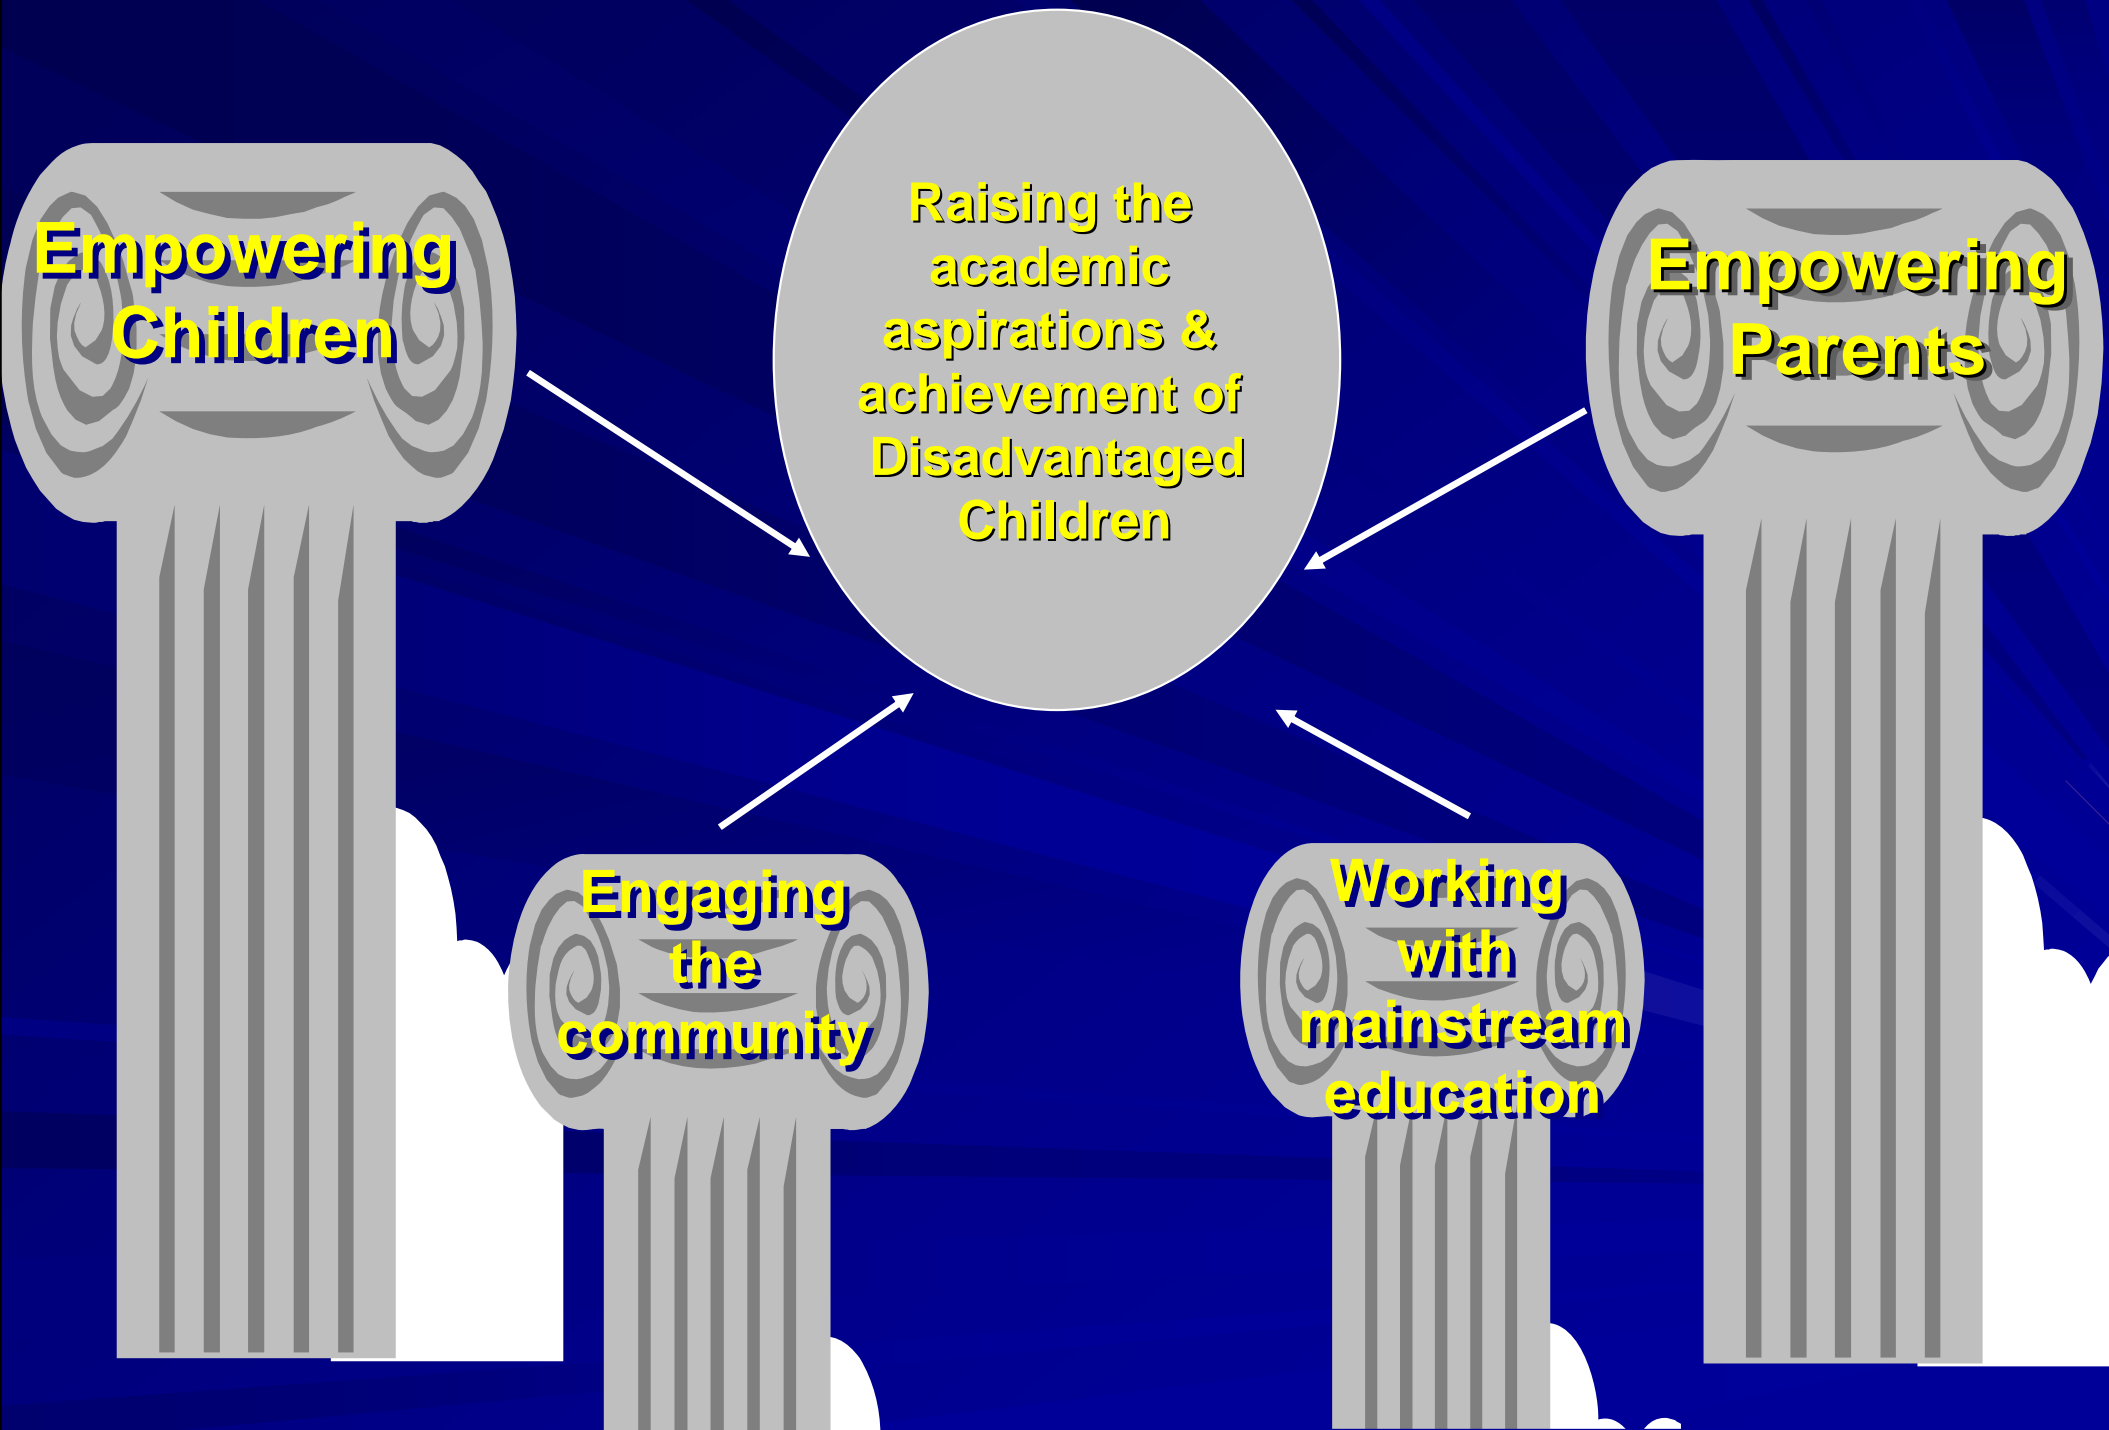 Raising the
academic
aspirations &
achievement of
Disadvantaged
Children
Empowering
Children
Empowering
Parents
Engaging
the
community
Working
with
mainstream
education